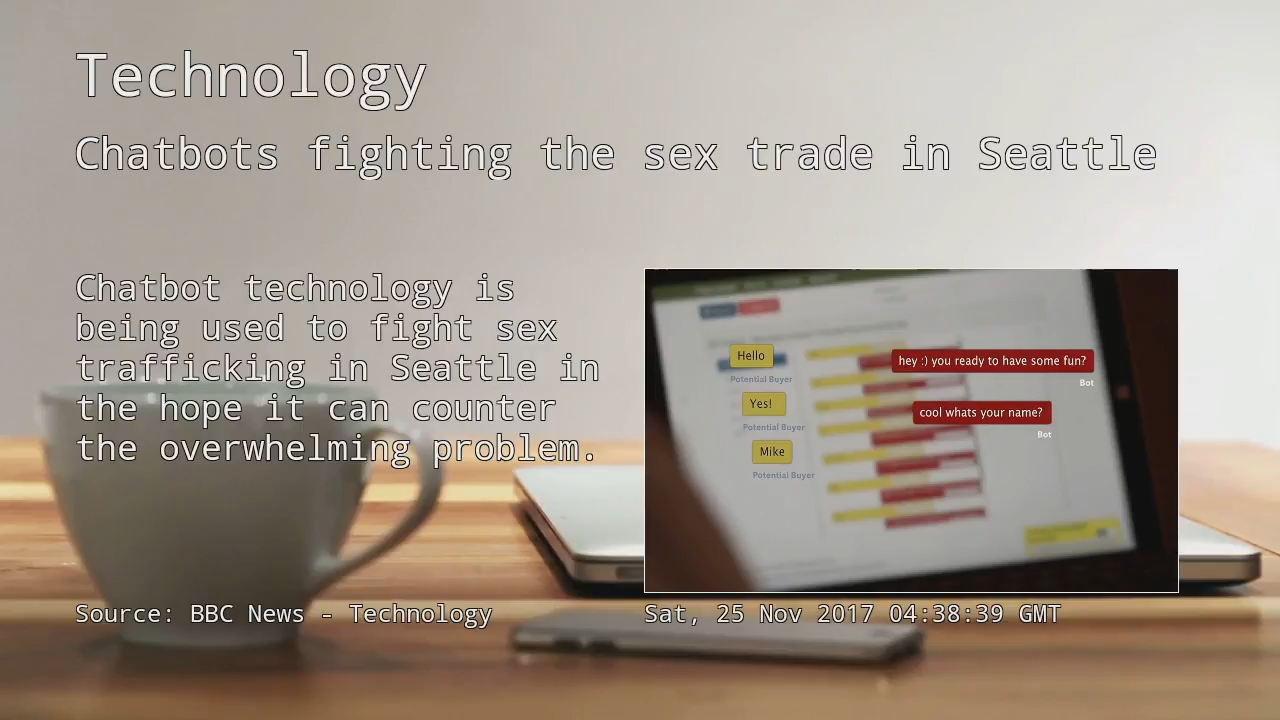 Technology
Chatbots fighting the sex trade in Seattle
Chatbot technology is
being used to fight sex
trafficking in Seattle in
the hope it can counter
the overwhelming problem.
Hello
Potential Buyer
hey :) you ready to have some fun?
Bot
Yes!
Potential Buyer
cool whats your name?
Bot
Mike
Potential Buyer
Source: BBC News - Technology
Sat, 25 Nov 2017 04:38:39 GMT